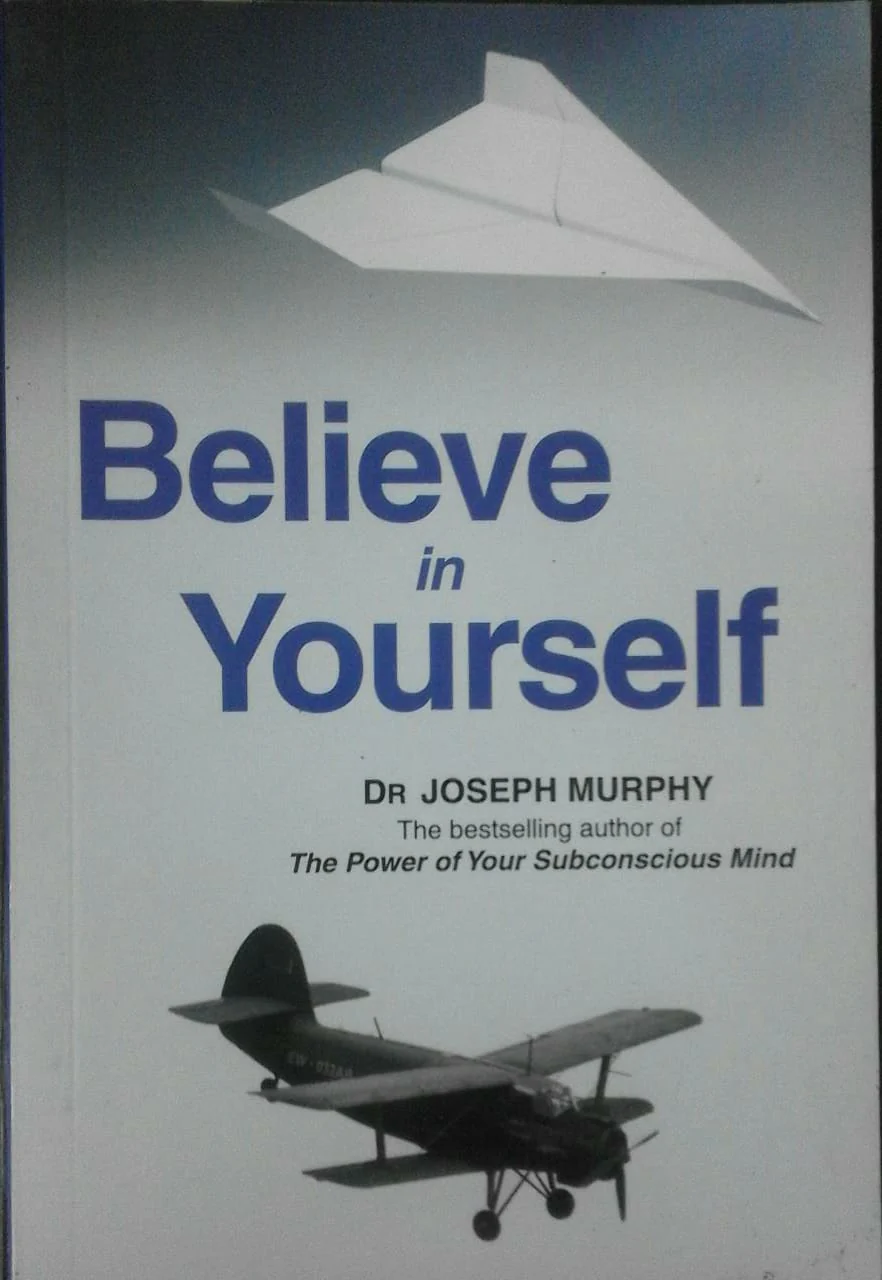 Believe
in
Yourself
DR JOSEPH MURPHY
The bestselling author of
The Power of Your Subconscious Mind